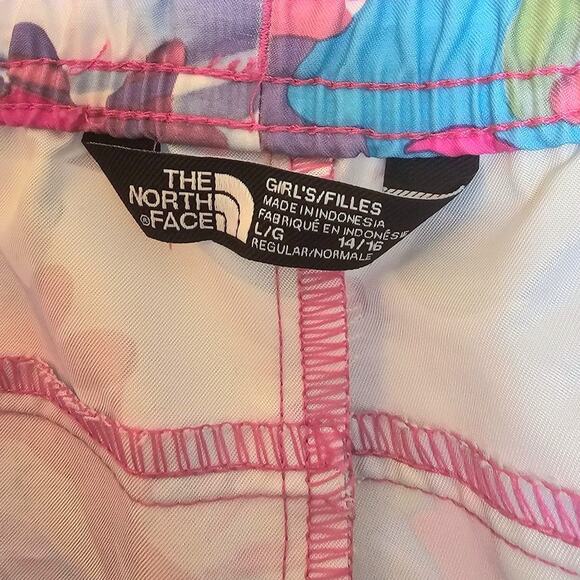 THE
NORTH
®FACE
GIRL'S/FILLES
MADE IN INDONESIA
FABRIQUÉ EN INDONÉSIE
L/G 14/16
REGULAR/NORMALE